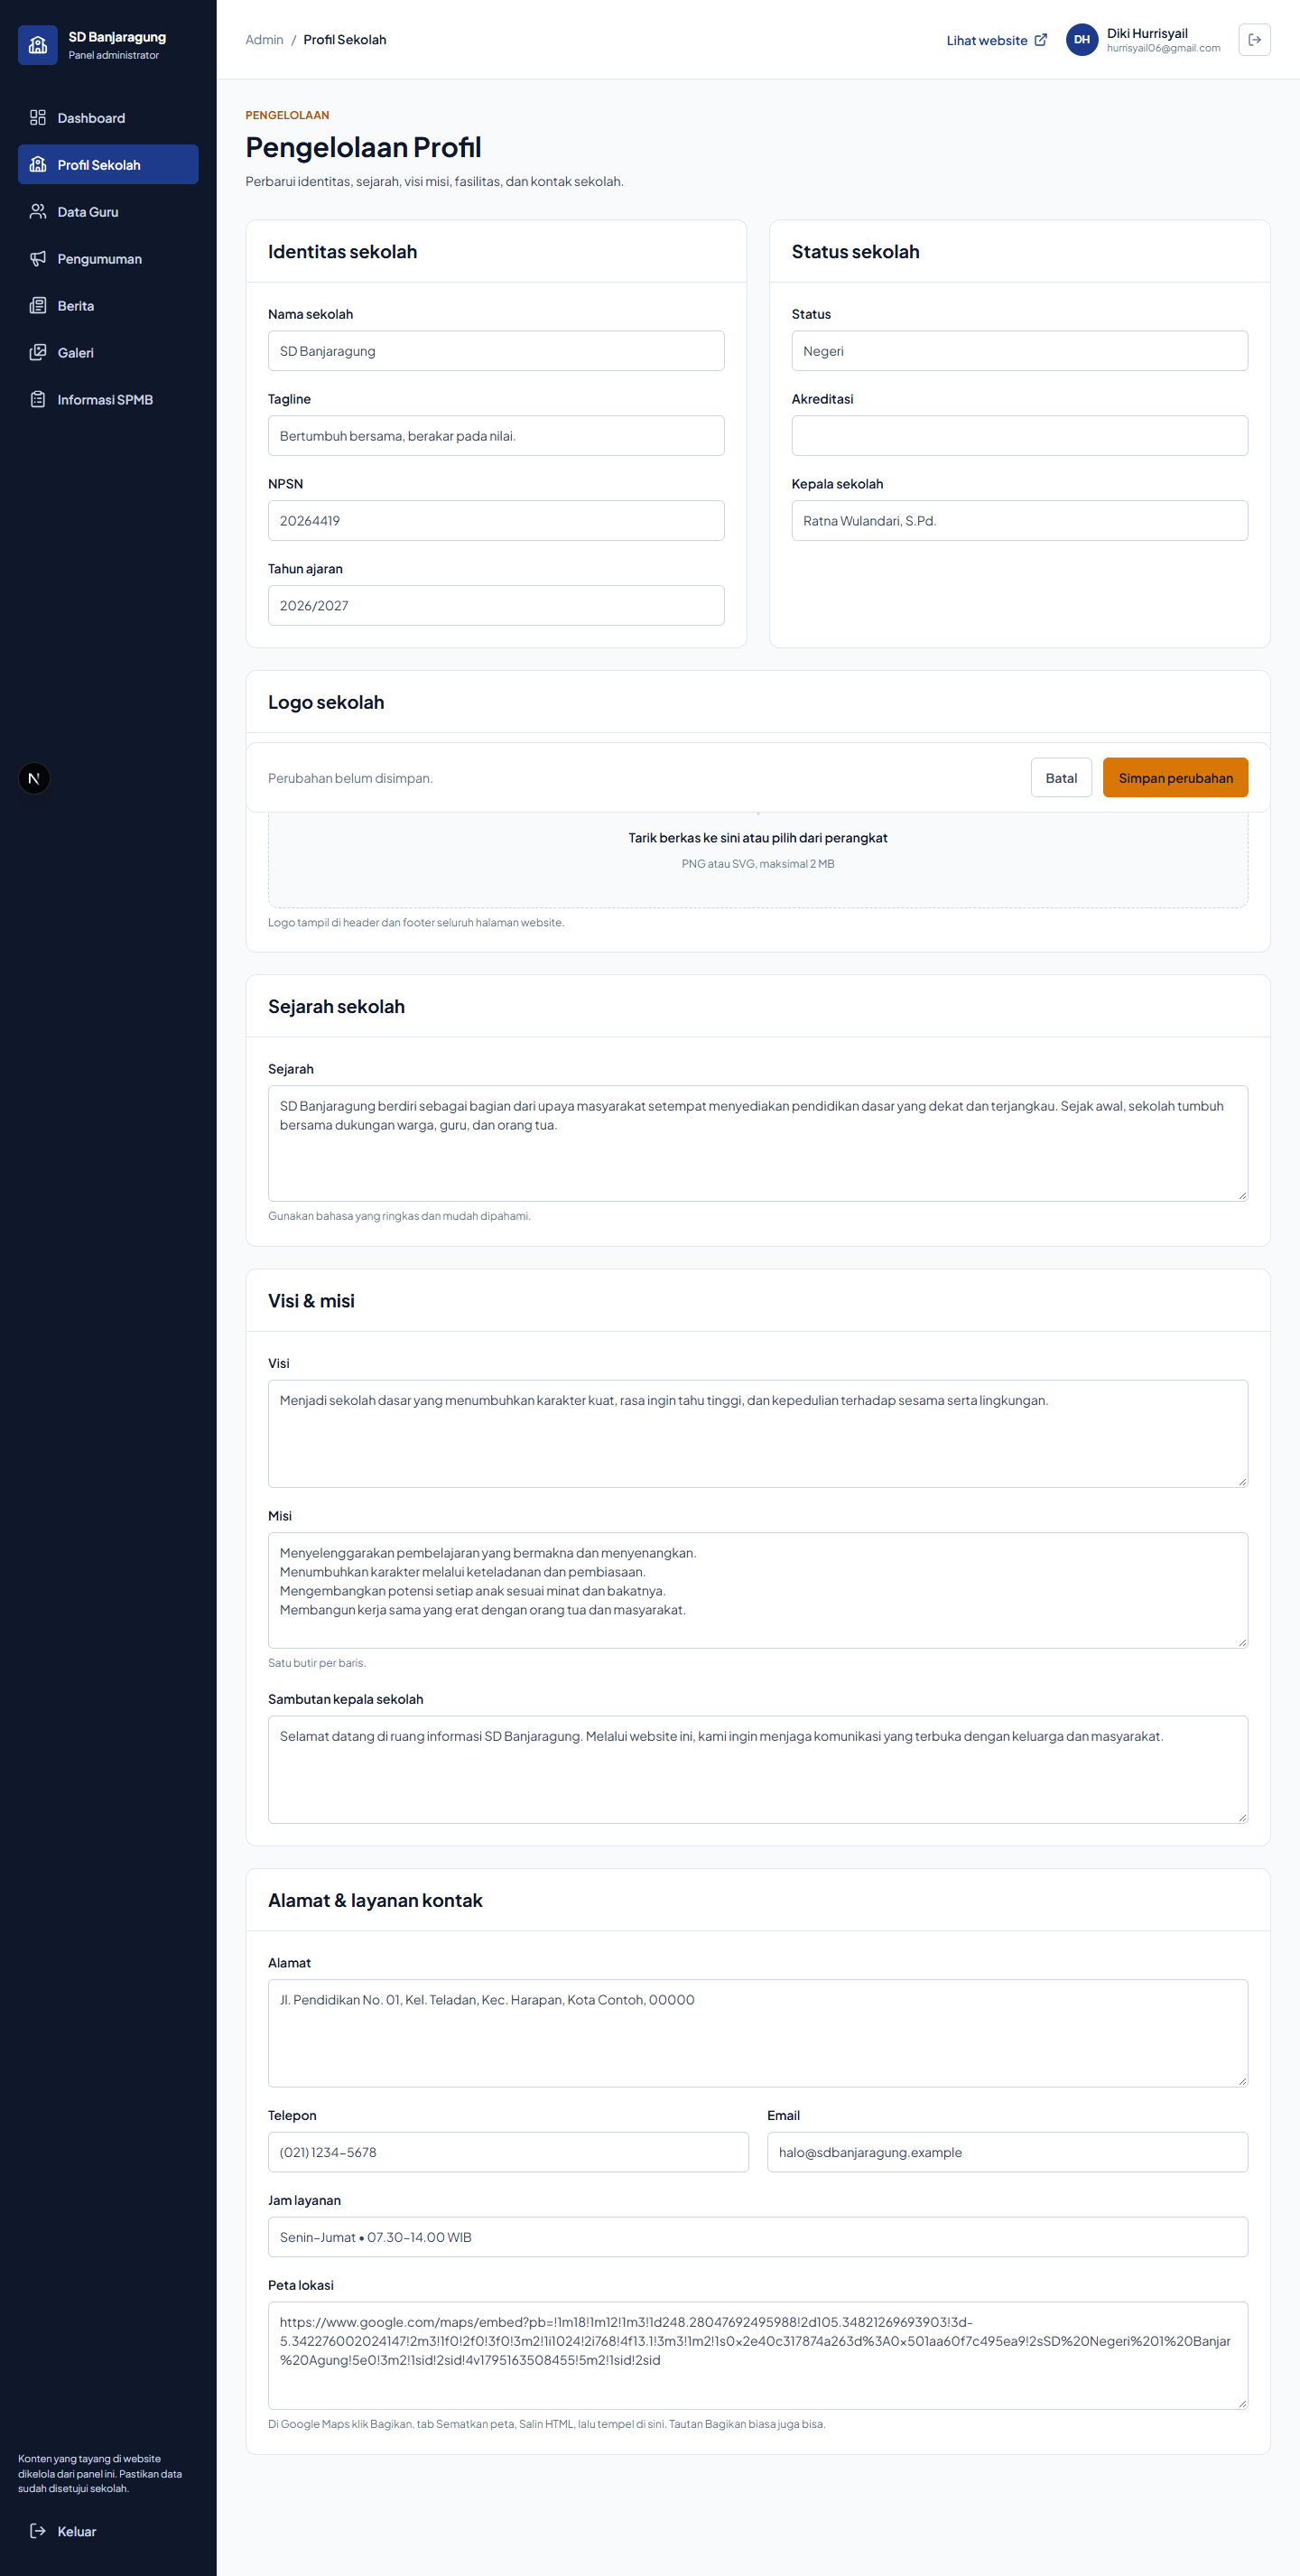 SD Banjaragung
Panel administrator
Dashboard
Profil Sekolah
Data Guru
Pengumuman
Berita
Galeri
Informasi SPMB
Admin / Profil Sekolah
Lihat website
DH
Diki Hurrisyail
hurrisyail06@gmail.com
PENGELOLAAN
Pengelolaan Profil
Perbarui identitas, sejarah, visi misi, fasilitas, dan kontak sekolah.
Identitas sekolah
Nama sekolah
SD Banjaragung
Tagline
Bertumbuh bersama, berakar pada nilai.
NPSN
20264419
Tahun ajaran
2026/2027
Status sekolah
Status
Negeri
Akreditasi
Kepala sekolah
Ratna Wulandari, S.Pd.
Logo sekolah
Perubahan belum disimpan.
Batal
Simpan perubahan
N
Tarik berkas ke sini atau pilih dari perangkat
PNG atau SVG, maksimal 2 MB
Logo tampil di header dan footer seluruh halaman website.
Sejarah sekolah
Sejarah
SD Banjaragung berdiri sebagai bagian dari upaya masyarakat setempat menyediakan pendidikan dasar yang dekat dan terjangkau. Sejak awal, sekolah tumbuh
bersama dukungan warga, guru, dan orang tua.
Gunakan bahasa yang ringkas dan mudah dipahami.
Visi & misi
Visi
Menjadi sekolah dasar yang menumbuhkan karakter kuat, rasa ingin tahu tinggi, dan kepedulian terhadap sesama serta lingkungan.
Misi
Menyelenggarakan pembelajaran yang bermakna dan menyenangkan.
Menumbuhkan karakter melalui keteladanan dan pembiasaan.
Mengembangkan potensi setiap anak sesuai minat dan bakatnya.
Membangun kerja sama yang erat dengan orang tua dan masyarakat.
Satu butir per baris.
Sambutan kepala sekolah
Selamat datang di ruang informasi SD Banjaragung. Melalui website ini, kami ingin menjaga komunikasi yang terbuka dengan keluarga dan masyarakat.
Alamat & layanan kontak
Alamat
Jl. Pendidikan No. 01, Kel. Teladan, Kec. Harapan, Kota Contoh, 00000
Telepon
(021) 1234-5678
Email
halo@sdbanjaragung.example
Jam layanan
Senin–Jumat • 07.30–14.00 WIB
Peta lokasi
https://www.google.com/maps/embed?pb=!1m18!1m12!1m3!1d248.28047692495988!2d105.34821269693903!3d-
5.342276002024147!2m3!1f0!2f0!3f0!3m2!1i1024!2i768!4f13.1!3m3!1m2!1s0x2e40c317874a263d%3A0x501aa60f7c495ea9!2sSD%20Negeri%201%20Banjar
%20Agung!5e0!3m2!1sid!2sid!4v1795163508455!5m2!1sid!2sid
Di Google Maps klik Bagikan, tab Sematkan peta, Salin HTML, lalu tempel di sini. Tautan Bagikan biasa juga bisa.
Konten yang tayang di website
dikelola dari panel ini. Pastikan data
sudah disetujui sekolah.
Keluar